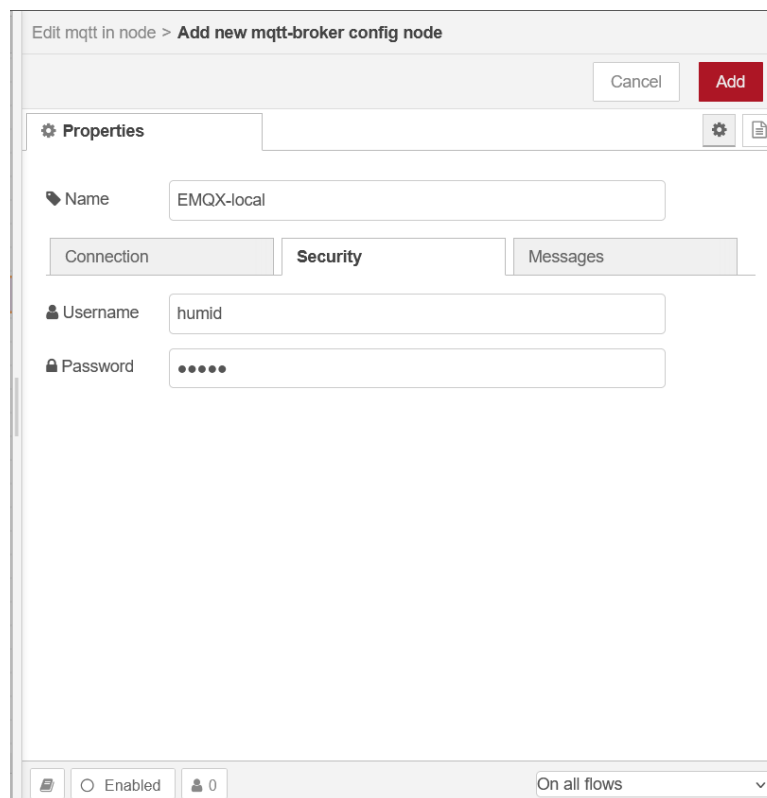 Edit mqtt in node > Add new mqtt-broker config node
Cancel Add
Properties
Name EMQX-local
Connection Security Messages
Username humid
Password •••••
Enabled 0 On all flows